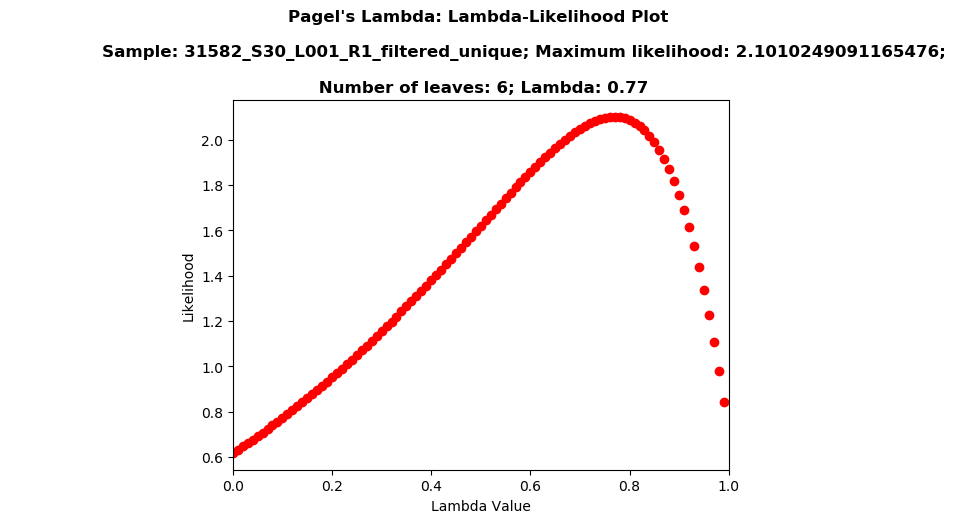 Pagel's Lambda: Lambda-Likelihood Plot
Sample: 31582_S30_L001_R1_filtered_unique; Maximum likelihood: 2.1010249091165476;
Number of leaves: 6; Lambda: 0.77
2.0
1.8
1.6
1.4
1.2
1.0
0.8
0.6
Likelihood
0.0 0.2 0.4 0.6 0.8 1.0
Lambda Value